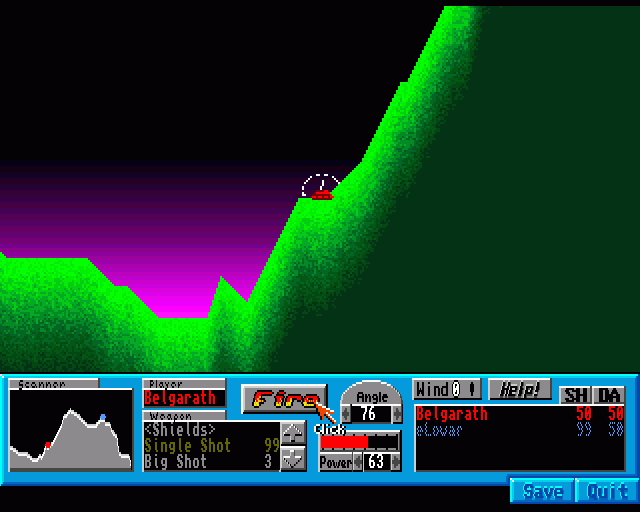 Scanner
Player
Belgarath
Weapon
<Shields>
Single Shot 99
Big Shot 3
Fire
Click
Angle
76
Power 63
Wind 0
Help!
SH DA
Belgarath 50 50
99 50
Save Quit